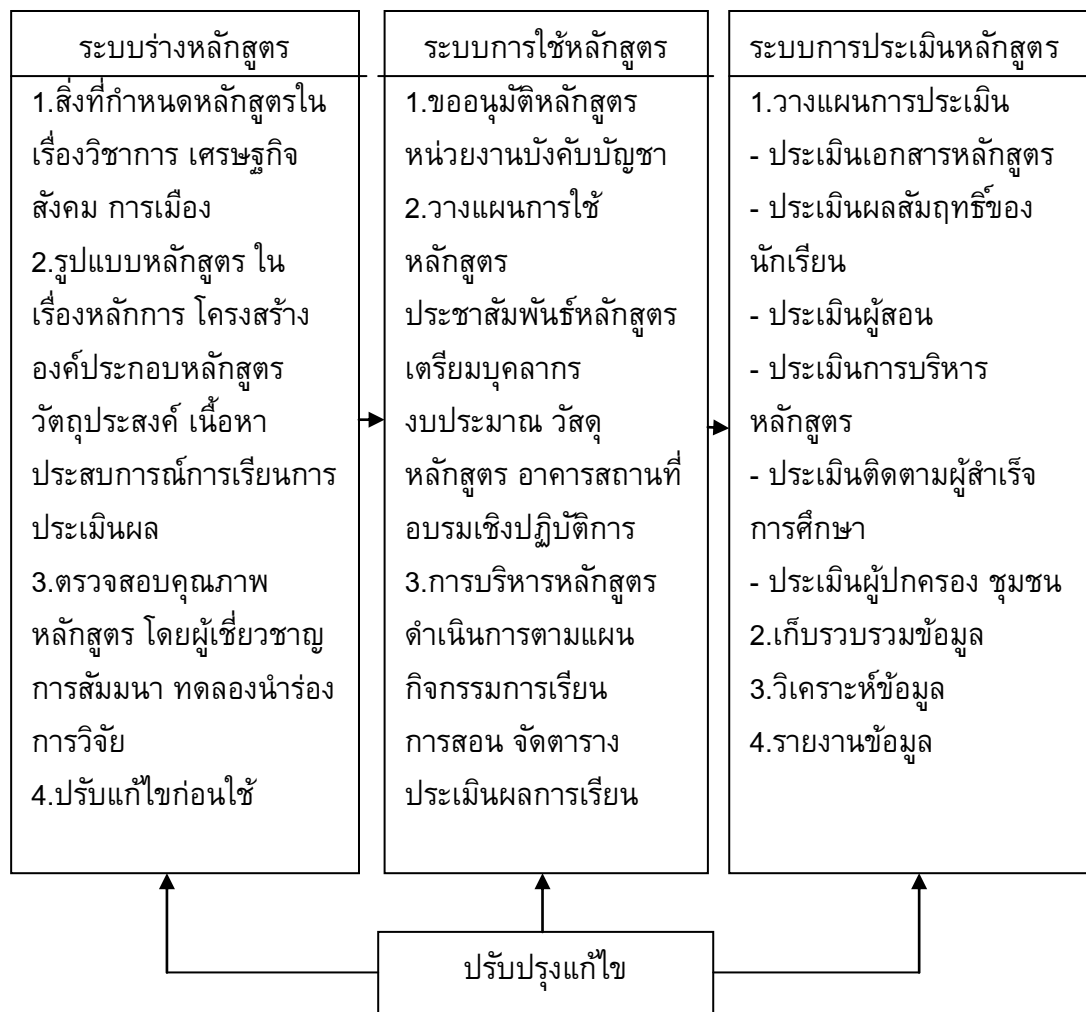 ระบบร่างหลักสูตร
1.สิ่งที่กำหนดหลักสูตรใน
เรื่องวิชาการ เศรษฐกิจ
สังคม การเมือง
2.รูปแบบหลักสูตร ใน
เรื่องหลักการ โครงสร้าง
องค์ประกอบหลักสูตร
วัตถุประสงค์ เนื้อหา
ประสบการณ์การเรียนการ
ประเมินผล
3.ตรวจสอบคุณภาพ
หลักสูตร โดยผู้เชี่ยวชาญ
การสัมมนา ทดลองนำร่อง
การวิจัย
4.ปรับแก้ไขก่อนใช้
ระบบการใช้หลักสูตร
1.ขออนุมัติหลักสูตร
หน่วยงานบังคับบัญชา
2.วางแผนการใช้
หลักสูตร
ประชาสัมพันธ์หลักสูตร
เตรียมบุคลากร
งบประมาณ วัสดุ
หลักสูตร อาคารสถานที่
อบรมเชิงปฏิบัติการ
3.การบริหารหลักสูตร
ดำเนินการตามแผน
กิจกรรมการเรียน
การสอน จัดตาราง
ประเมินผลการเรียน
ระบบการประเมินหลักสูตร
1.วางแผนการประเมิน
- ประเมินเอกสารหลักสูตร
- ประเมินผลสัมฤทธิ์ของ
นักเรียน
- ประเมินผู้สอน
- ประเมินการบริหาร
หลักสูตร
- ประเมินติดตามผู้สำเร็จ
การศึกษา
- ประเมินผู้ปกครอง ชุมชน
2.เก็บรวบรวมข้อมูล
3.วิเคราะห์ข้อมูล
4.รายงานข้อมูล
ปรับปรุงแก้ไข